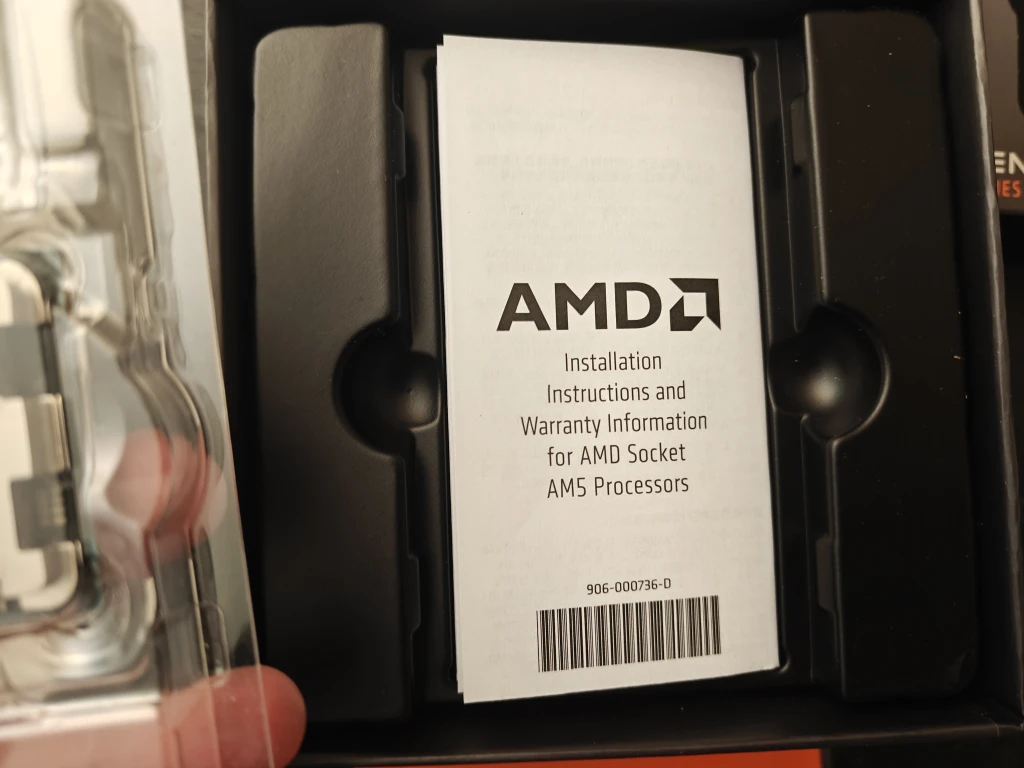 AMD
Installation
Instructions and
Warranty Information
for AMD Socket
AM5 Processors
906-000736-D